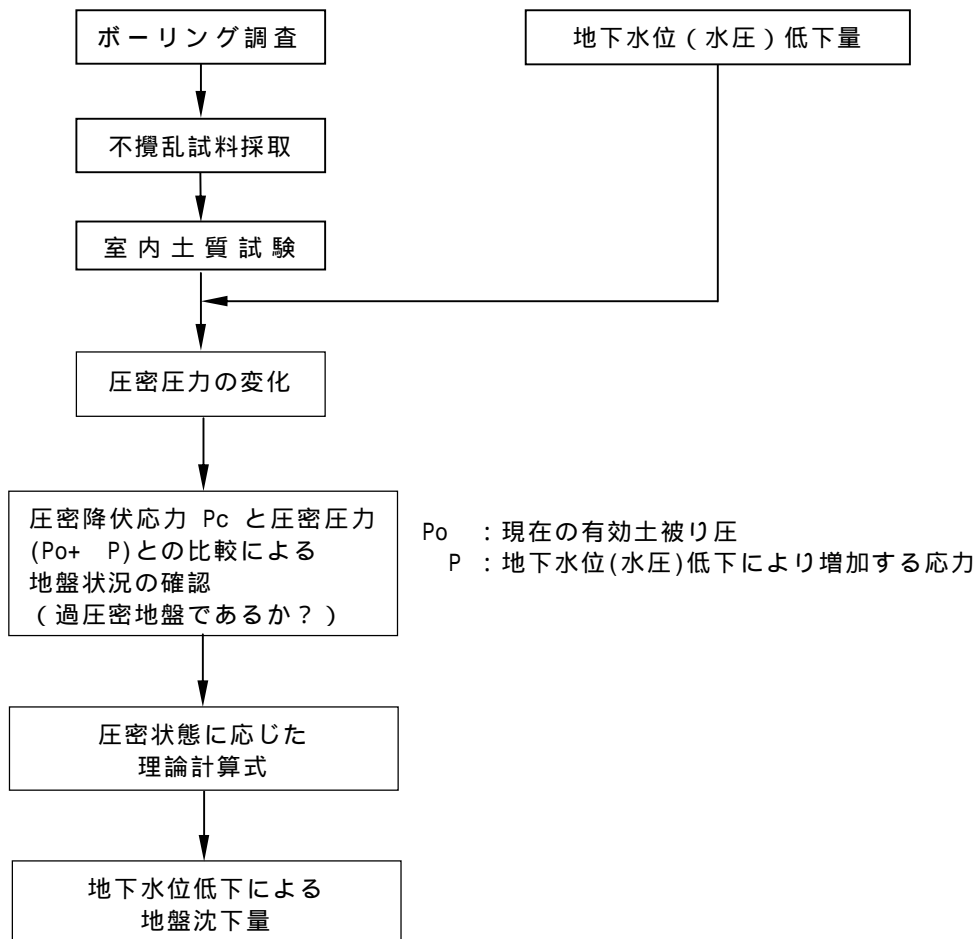 ボーリング調査
地下水位(水圧)低下量
不攪乱試料採取
室内土質試験
圧密圧力の変化
圧密降伏応力 Pc と圧密圧力
(Po+ P)との比較による
地盤状況の確認
(過圧密地盤であるか?)
Po :現在の有効土被り圧
P :地下水位(水圧)低下により増加する応力
圧密状態に応じた
理論計算式
地下水位低下による
地盤沈下量